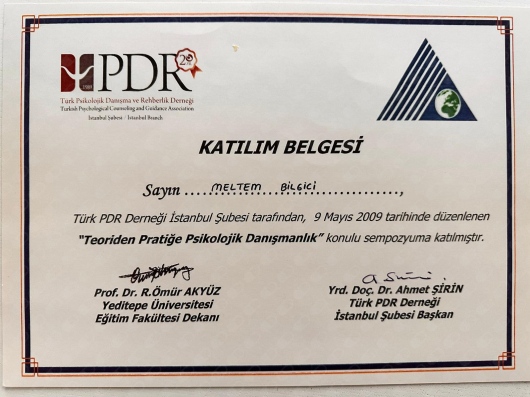 PDR
Türk Psikolojik Danışma ve Rehberlik Derneği
Turkish Psychological Counseling and Guidance Association
İstanbul Şubesi - İstanbul Branch
KATILIM BELGESİ
Sayın ...MELTEM BİLGİCİ...,
Türk PDR Derneği İstanbul Şubesi tarafından, 9 Mayıs 2009 tarihinde düzenlenen
“Teoriden Pratiğe Psikolojik Danışmanlık” konulu sempozyuma katılmıştır.
Prof. Dr. R.Ömür AKYÜZ
Yeditepe Üniversitesi
Eğitim Fakültesi Dekanı
Yrd. Doç. Dr. Ahmet ŞİRİN
Türk PDR Derneği
İstanbul Şubesi Başkan